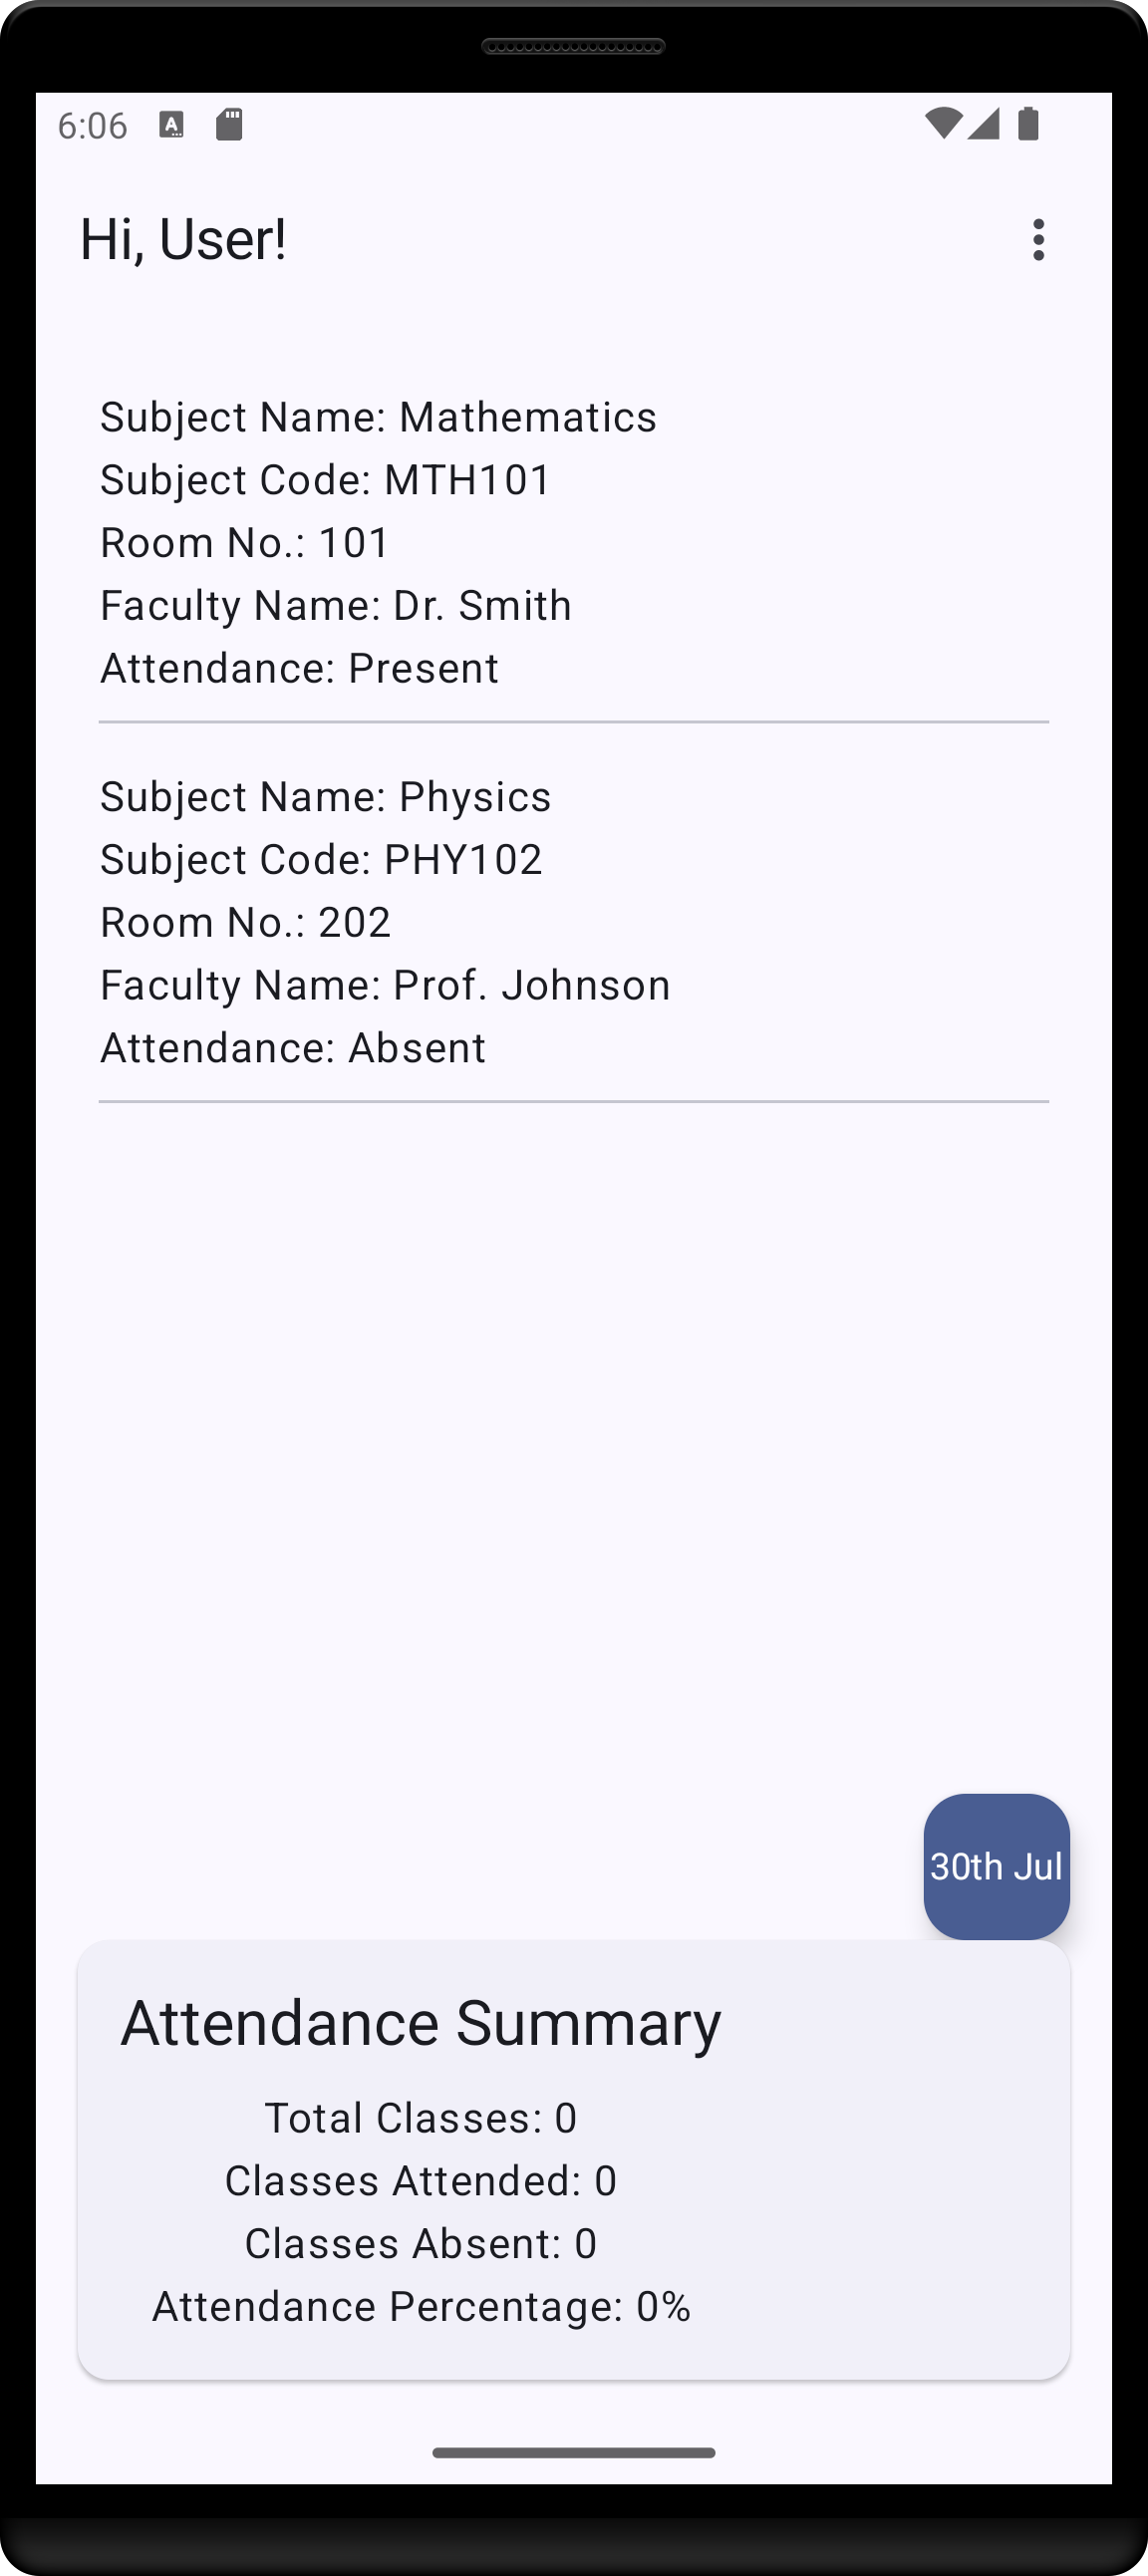 6:06
Hi, User!
Subject Name: Mathematics
Subject Code: MTH101
Room No.: 101
Faculty Name: Dr. Smith
Attendance: Present
Subject Name: Physics
Subject Code: PHY102
Room No.: 202
Faculty Name: Prof. Johnson
Attendance: Absent
30th Jul
Attendance Summary
Total Classes: 0
Classes Attended: 0
Classes Absent: 0
Attendance Percentage: 0%